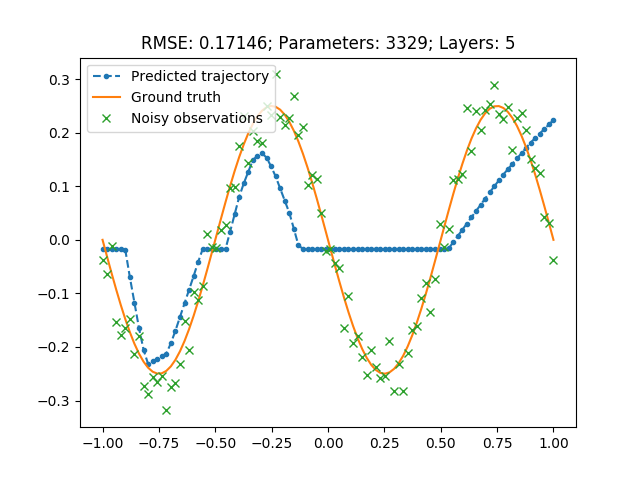 RMSE: 0.17146; Parameters: 3329; Layers: 5
Predicted trajectory
Ground truth
Noisy observations
0.3
0.2
0.1
0.0
−0.1
−0.2
−0.3
−1.00 −0.75 −0.50 −0.25 0.00 0.25 0.50 0.75 1.00